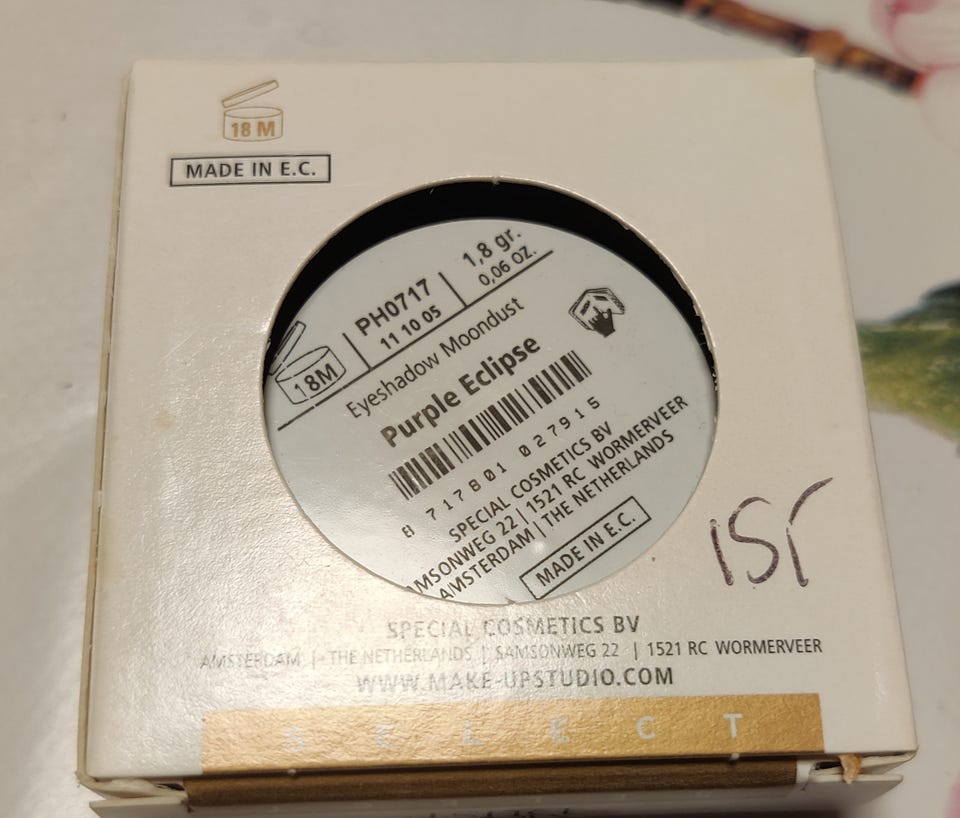 18 M
MADE IN E.C.
18M
PH0717
11 10 05
1,8 gr.
0,06 oz.
Eyeshadow Moondust
Purple Eclipse
8 717801 027915
SPECIAL COSMETICS BV
AMSONWEG 22 | 1521 RC WORMERVEER
AMSTERDAM | THE NETHERLANDS
MADE IN E.C.
SPECIAL COSMETICS BV
AMSTERDAM | THE NETHERLANDS | SAMSONWEG 22 | 1521 RC WORMERVEER
WWW.MAKE-UPSTUDIO.COM
SELECT